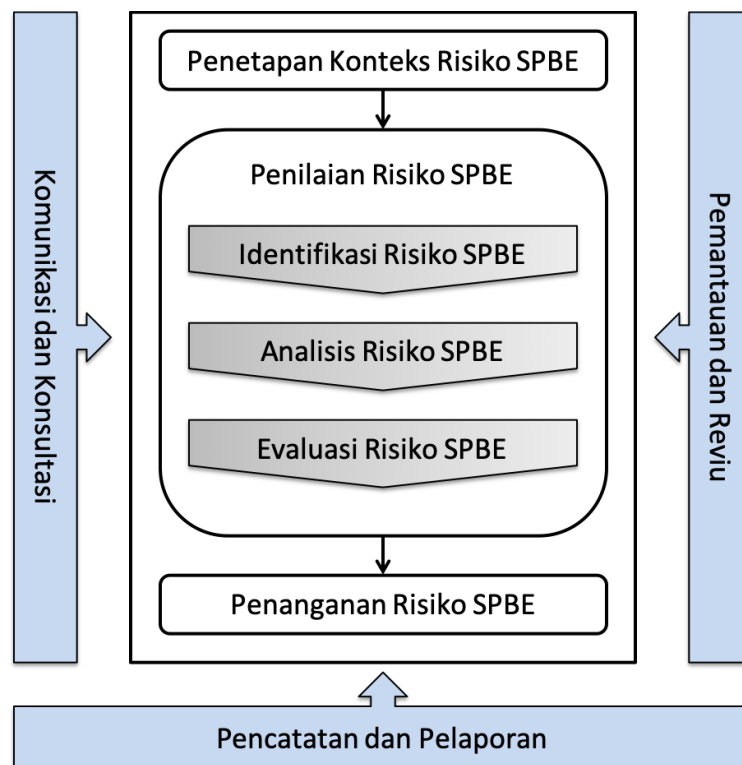 Penetapan Konteks Risiko SPBE
Penilaian Risiko SPBE
Identifikasi Risiko SPBE
Analisis Risiko SPBE
Evaluasi Risiko SPBE
Penanganan Risiko SPBE
Komunikasi dan Konsultasi
Pemantauan dan Reviu
Pencatatan dan Pelaporan